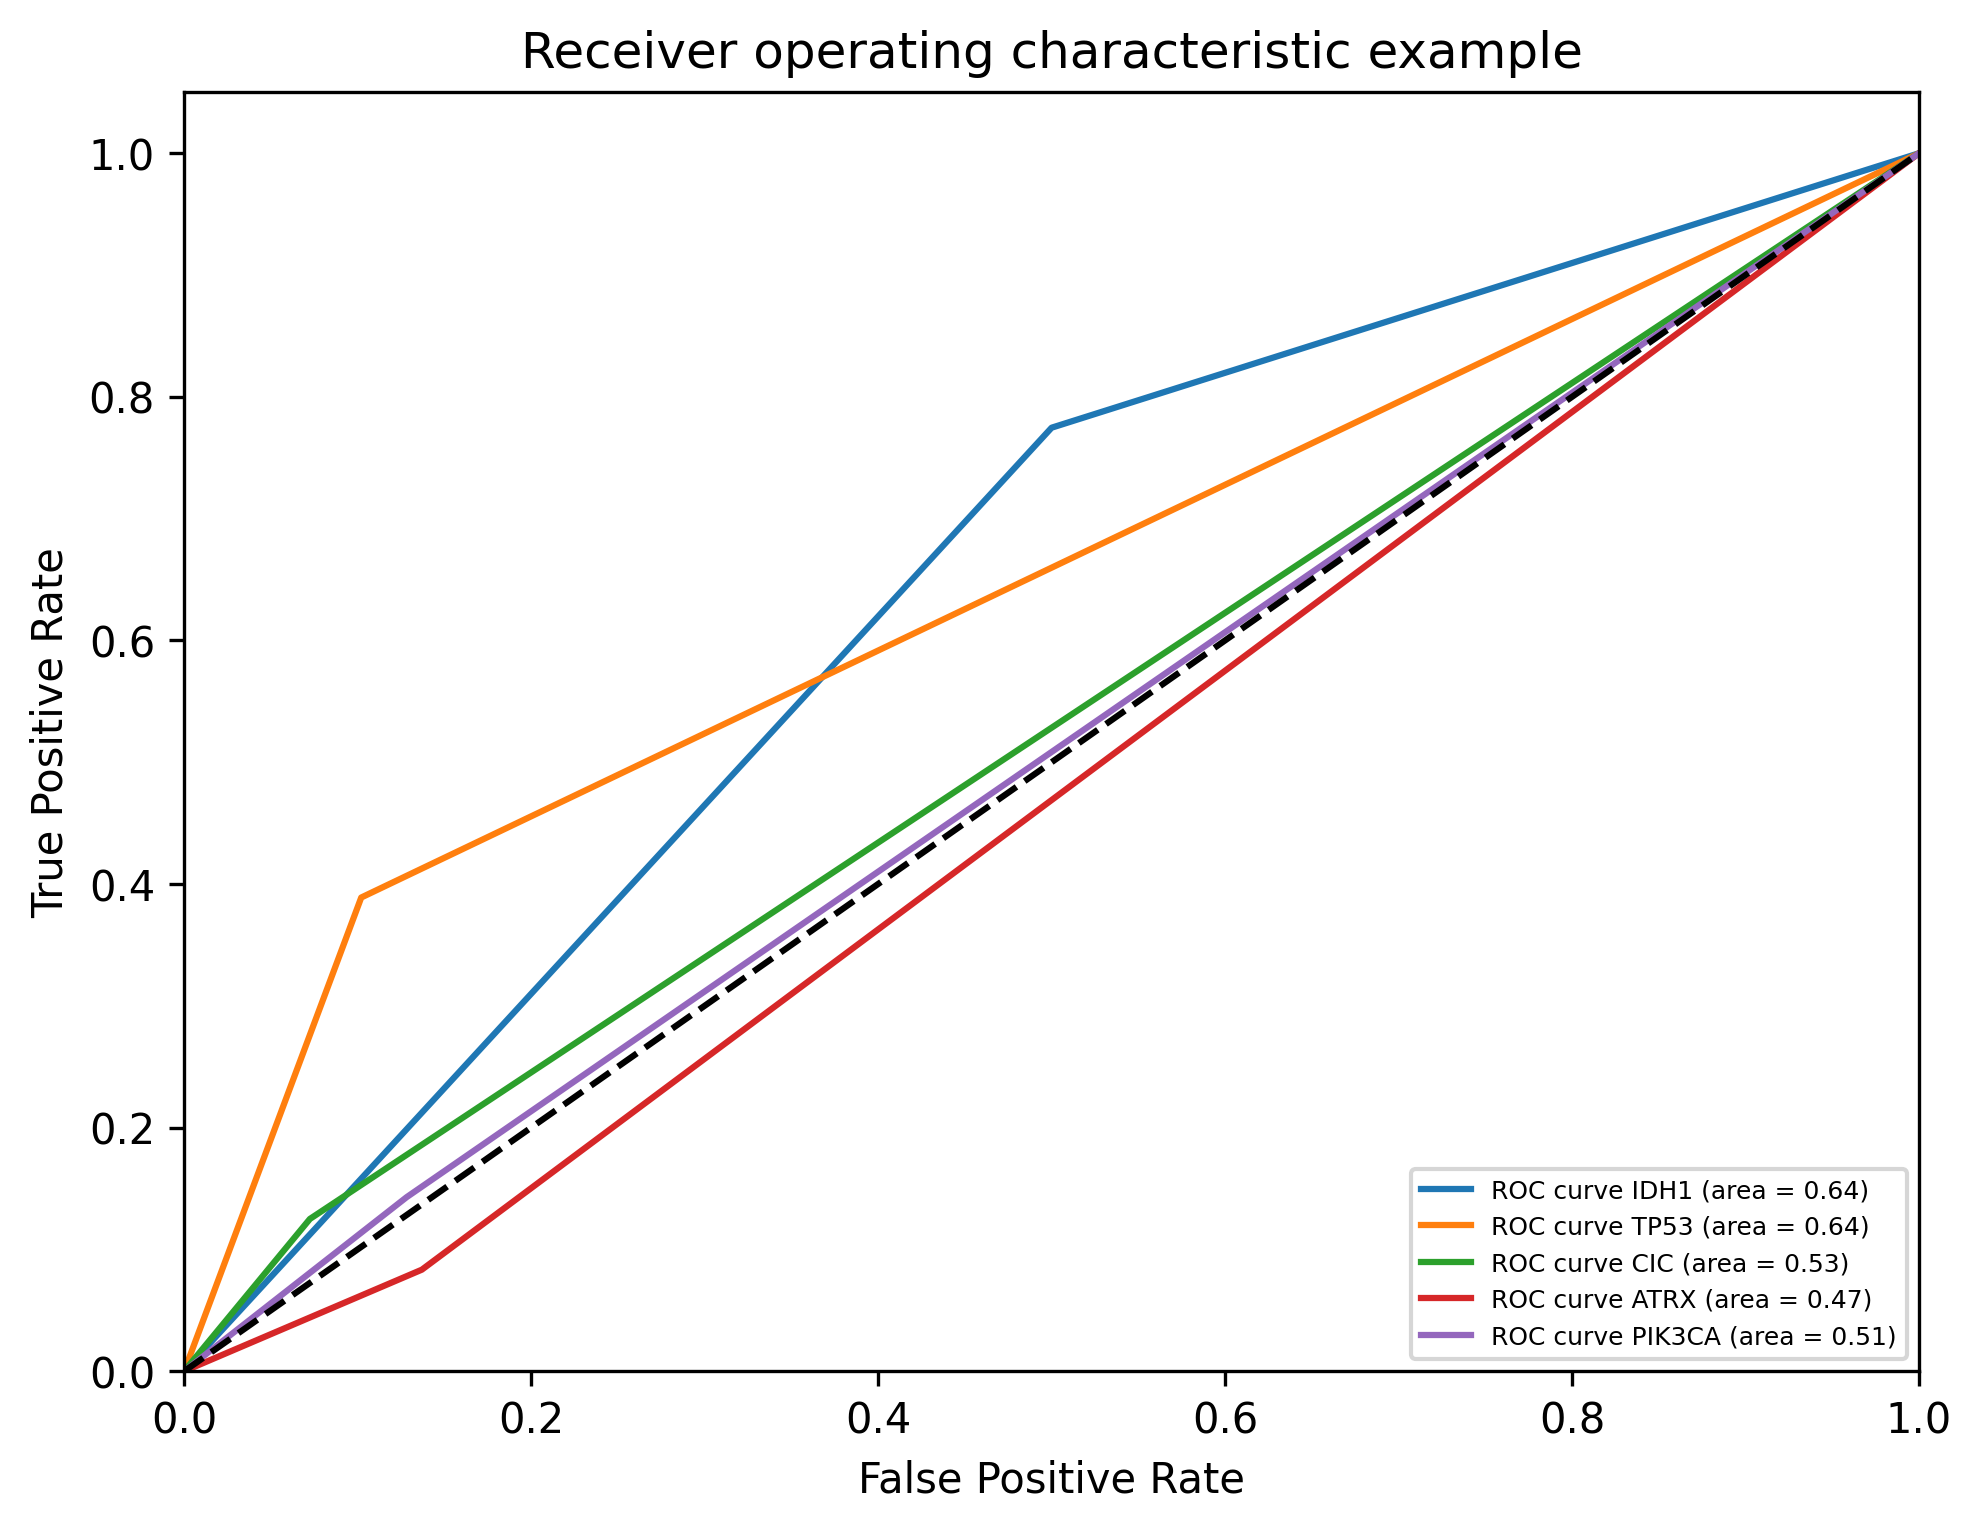 Receiver operating characteristic example
True Positive Rate
1.0
0.8
0.6
0.4
0.2
0.0
0.0 0.2 0.4 0.6 0.8 1.0
False Positive Rate
ROC curve IDH1 (area = 0.64)
ROC curve TP53 (area = 0.64)
ROC curve CIC (area = 0.53)
ROC curve ATRX (area = 0.47)
ROC curve PIK3CA (area = 0.51)